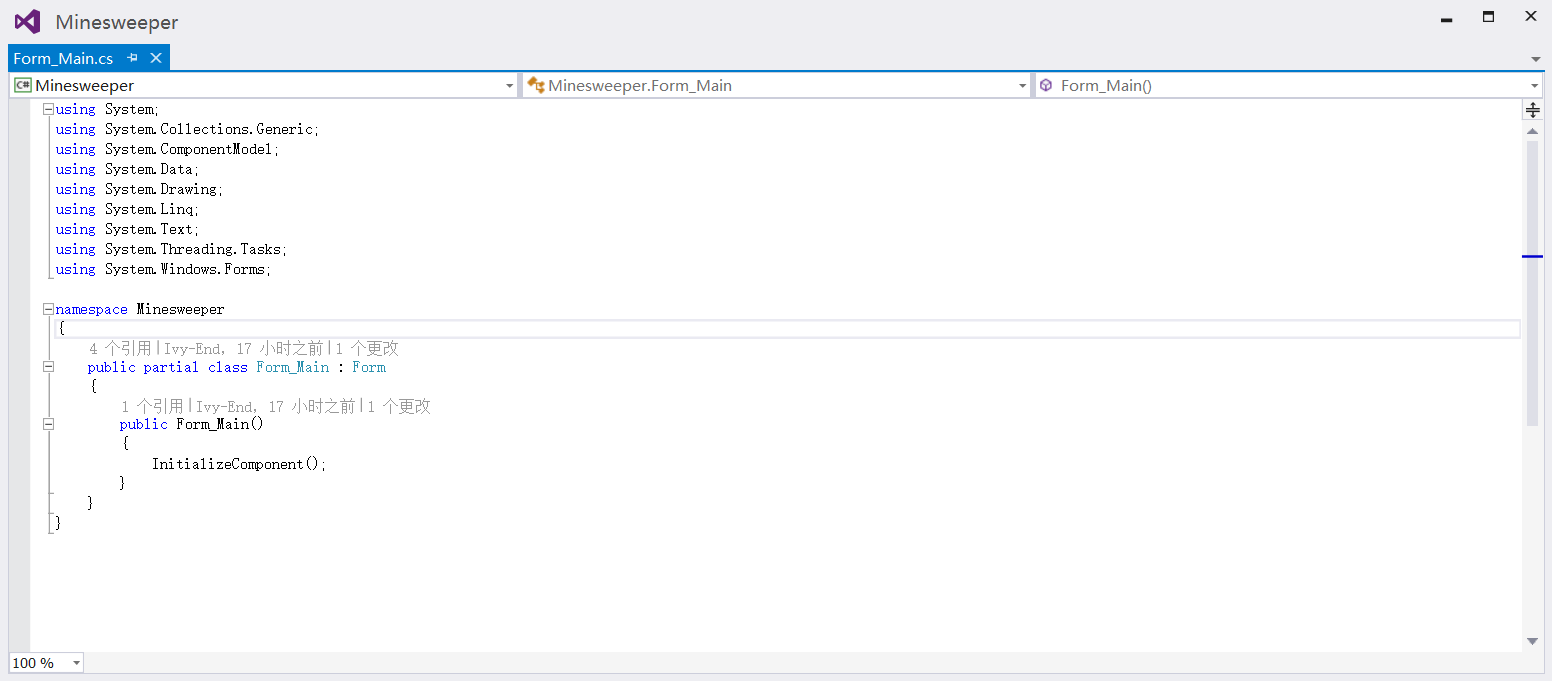 Minesweeper
Form_Main.cs
Minesweeper Minesweeper.Form_Main Form_Main()
using System;
using System.Collections.Generic;
using System.ComponentModel;
using System.Data;
using System.Drawing;
using System.Linq;
using System.Text;
using System.Threading.Tasks;
using System.Windows.Forms;
namespace Minesweeper
{
4 个引用|Ivy-End, 17 小时之前|1 个更改
public partial class Form_Main : Form
{
1 个引用|Ivy-End, 17 小时之前|1 个更改
public Form_Main()
{
InitializeComponent();
}
}
}
100 %